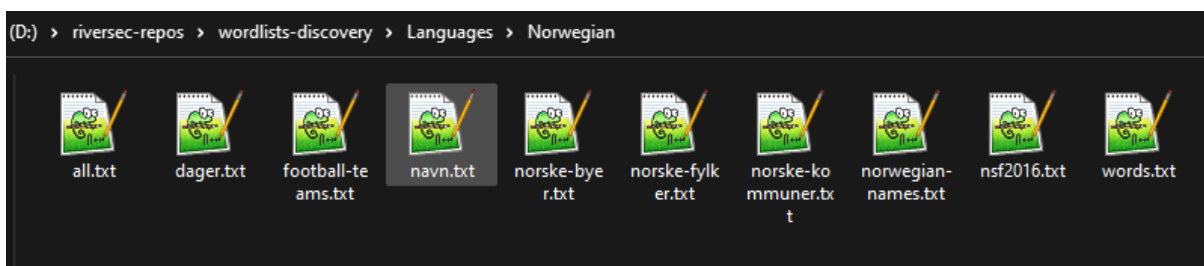 (D:) > riversec-repos > wordlists-discovery > Languages > Norwegian
all.txt
dager.txt
football-te
ams.txt
navn.txt
norske-bye
r.txt
norske-fylk
er.txt
norske-ko
mmuner.tx
t
norwegian-
names.txt
nsf2016.txt
words.txt